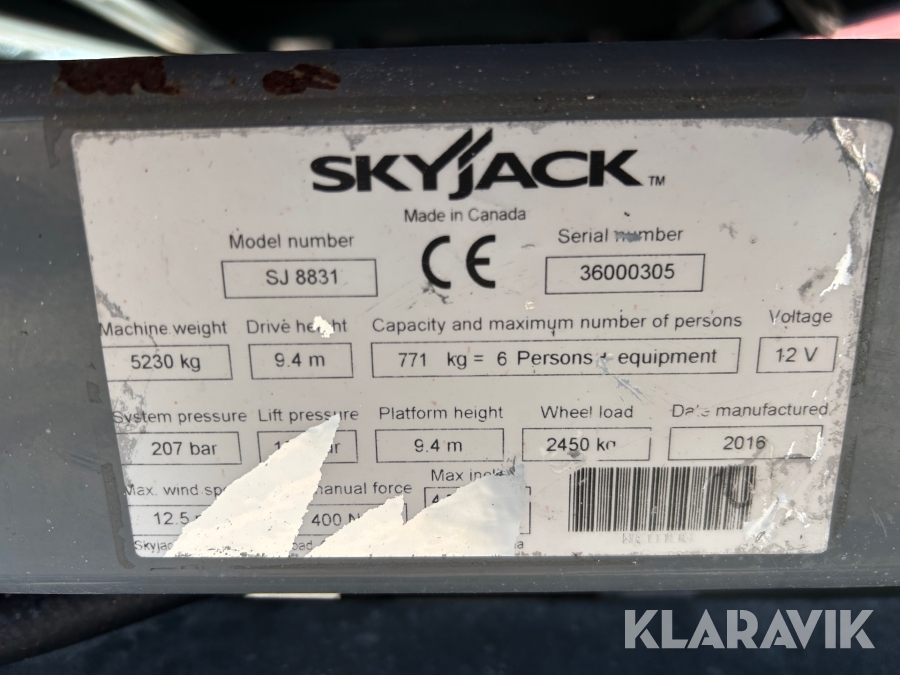 SKYJACK™
Made in Canada
Model number
Serial number
SJ 8831
CE
36000305
Machine weight Drive height Capacity and maximum number of persons Voltage
5230 kg 9.4 m 771 kg = 6 Persons + equipment 12 V
System pressure Lift pressure Platform height Wheel load Date manufactured
207 bar 9.4 m 2450 kg 2016
Max. wind manual force Max
12.5 400 N
KLARAVIK